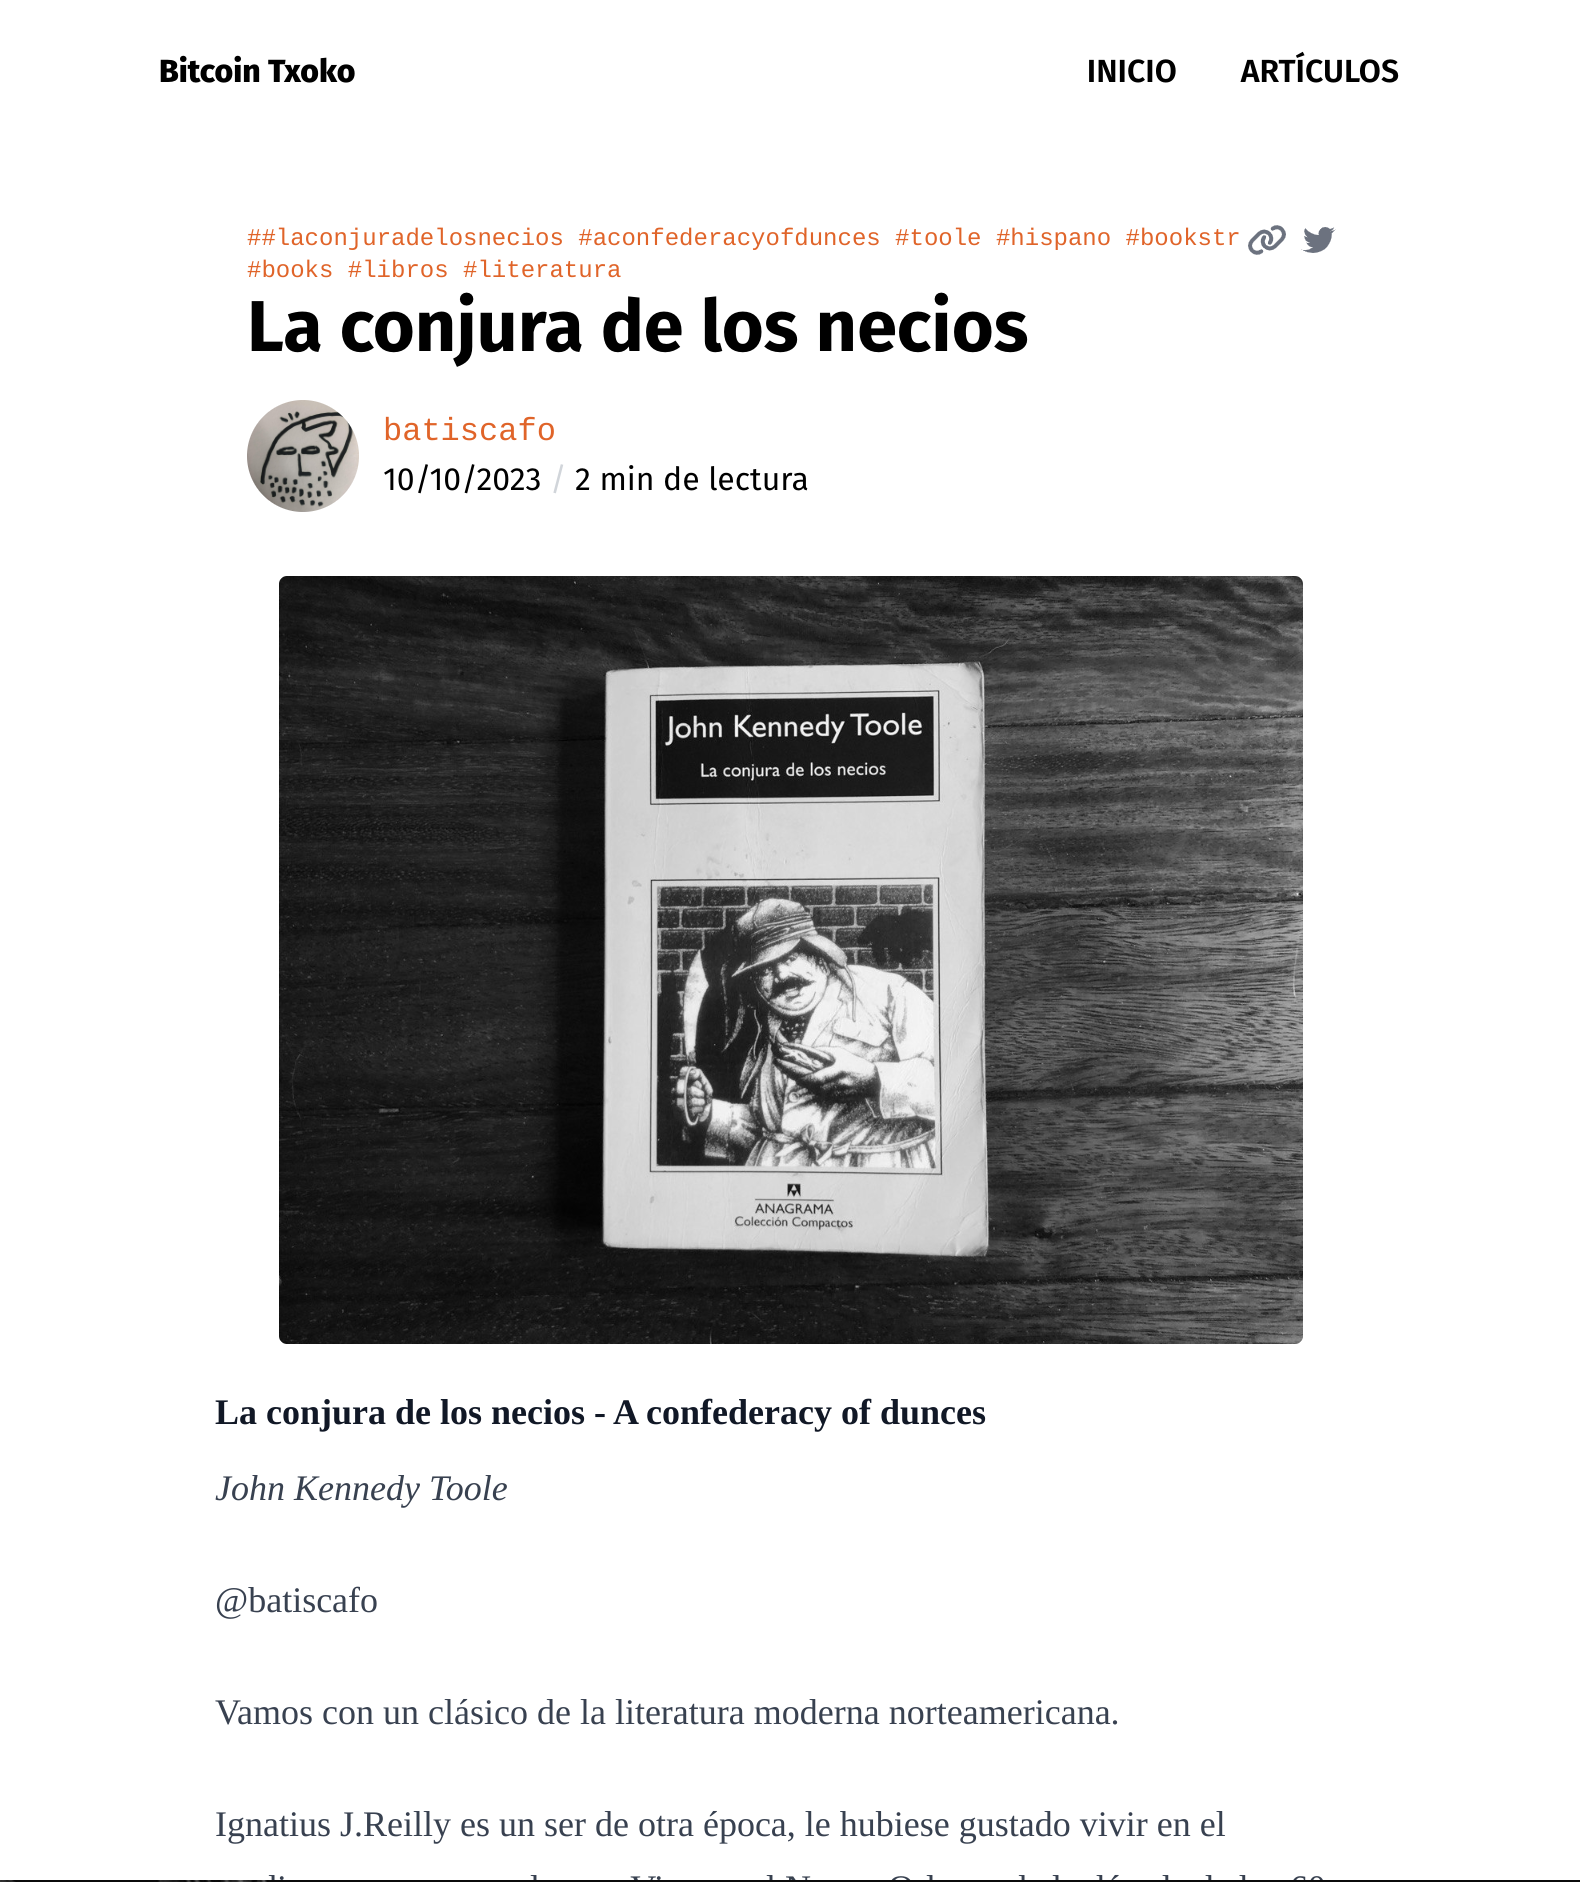 Bitcoin Txoko
INICIO ARTÍCULOS
##laconjuradelosnecios #aconfederacyofdunces #toole #hispano #bookstr
#books #libros #literatura
La conjura de los necios
batiscafo
10/10/2023 / 2 min de lectura
John Kennedy Toole
La conjura de los necios
ANAGRAMA
Colección Compactos
La conjura de los necios - A confederacy of dunces
John Kennedy Toole
@batiscafo
Vamos con un clásico de la literatura moderna norteamericana.
Ignatius J.Reilly es un ser de otra época, le hubiese gustado vivir en el